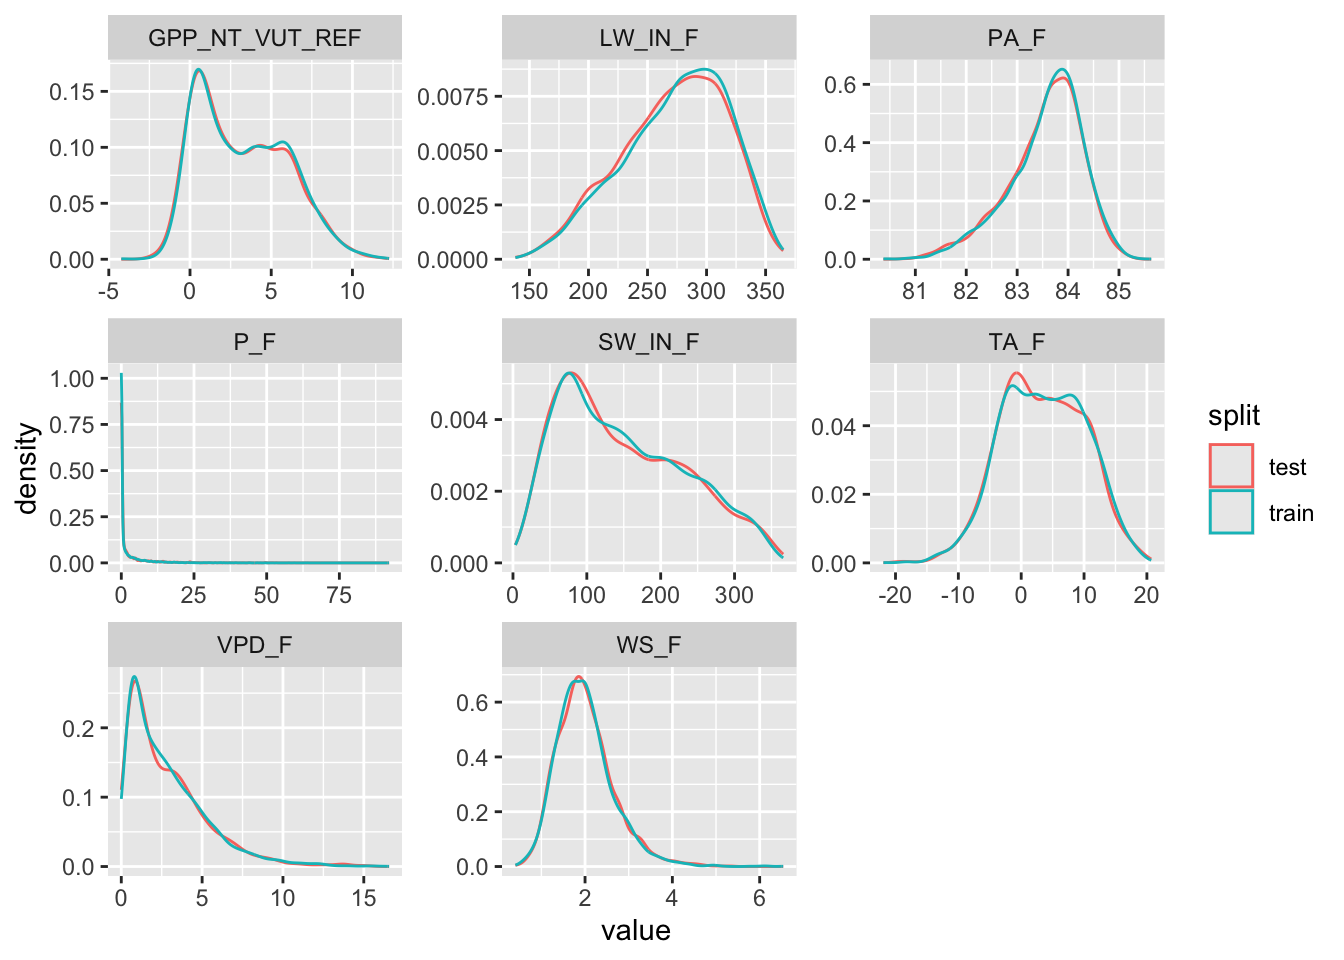 GPP_NT_VUT_REF
LW_IN_F
PA_F
0.15
0.10
0.05
0.00
-5 0 5 10
0.0075
0.0050
0.0025
0.0000
150 200 250 300 350
0.6
0.4
0.2
0.0
81 82 83 84 85
P_F
SW_IN_F
TA_F
1.00
0.75
0.50
0.25
0.00
0 25 50 75
0.004
0.002
0.000
0 100 200 300
0.04
0.02
0.00
-20 -10 0 10 20
VPD_F
WS_F
0.2
0.1
0.0
0 5 10 15
0.6
0.4
0.2
0.0
2 4 6
density
value
split
test
train